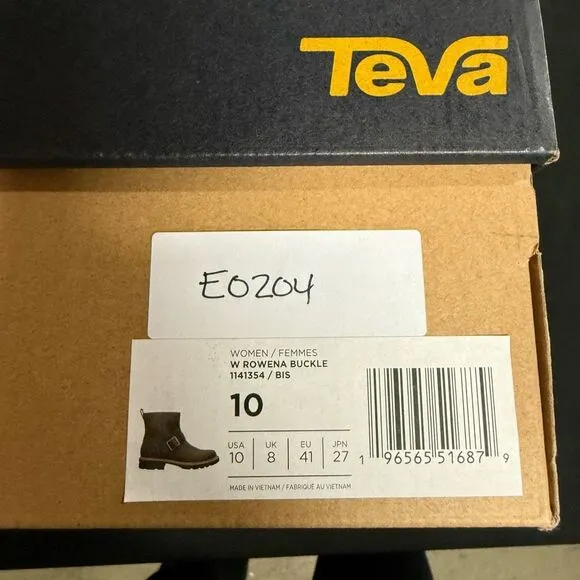 Teva
E0204
WOMEN / FEMMES
W ROWENA BUCKLE
1141354 / BIS
10
USA UK EU JPN
10 8 41 27
1 96565 51687 9
MADE IN VIETNAM / FABRIQUÉ AU VIETNAM